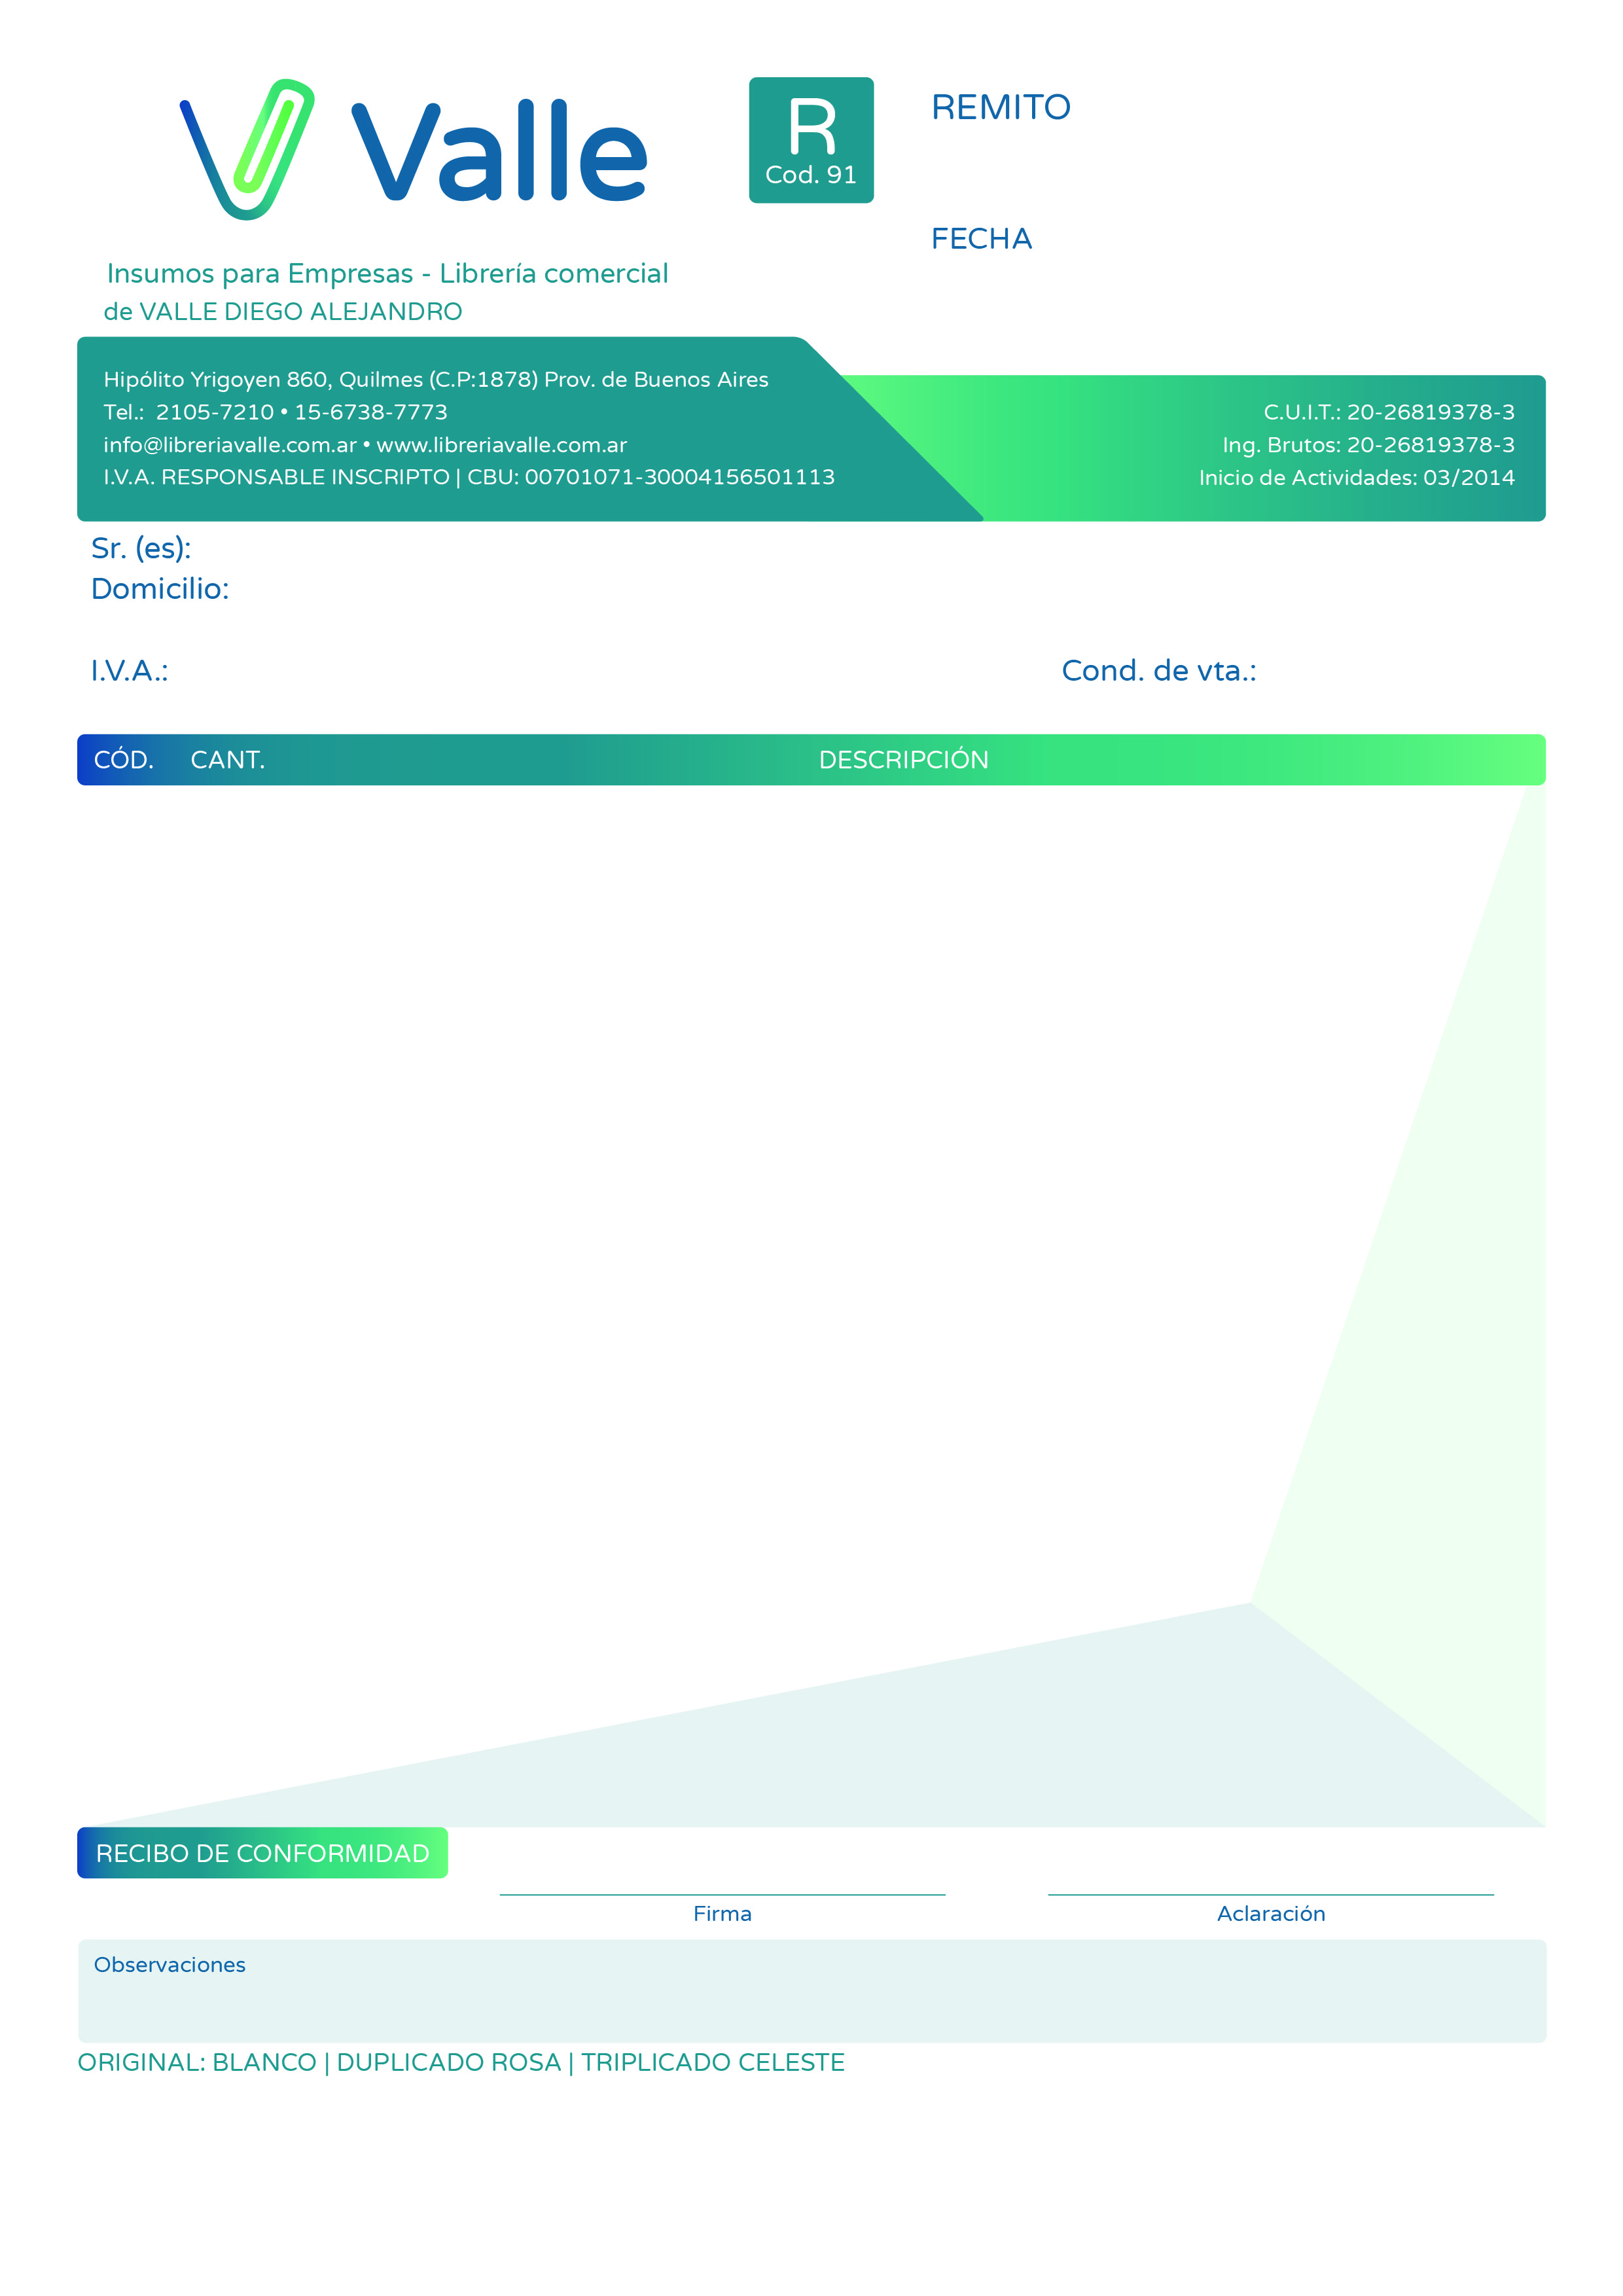 Valle
R
Cod. 91
REMITO
FECHA
Insumos para Empresas - Librería comercial
de VALLE DIEGO ALEJANDRO
Hipólito Yrigoyen 860, Quilmes (C.P:1878) Prov. de Buenos Aires
Tel.: 2105-7210 • 15-6738-7773
info@libreriavalle.com.ar • www.libreriavalle.com.ar
I.V.A. RESPONSABLE INSCRIPTO | CBU: 00701071-30004156501113
C.U.I.T.: 20-26819378-3
Ing. Brutos: 20-26819378-3
Inicio de Actividades: 03/2014
Sr. (es):
Domicilio:
I.V.A.: Cond. de vta.:
CÓD. CANT. DESCRIPCIÓN
RECIBO DE CONFORMIDAD
Firma Aclaración
Observaciones
ORIGINAL: BLANCO | DUPLICADO ROSA | TRIPLICADO CELESTE